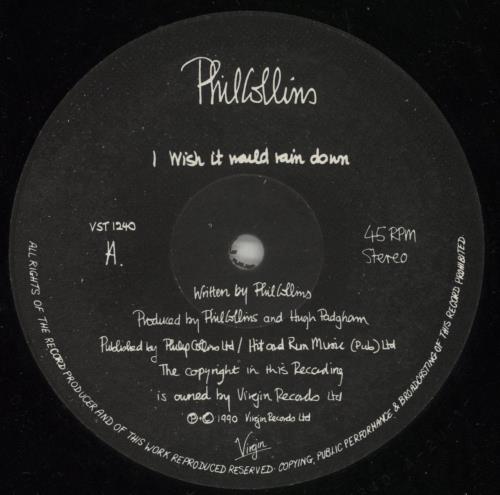 Phil Collins
I Wish it would rain down
VST 1240
A.
45 RPM
Stereo
Written by Phil Collins
Produced by Phil Collins and Hugh Padgham
Published by Philip Collins Ltd / Hit and Run Music (Pub) Ltd
The copyright in this Recording
is owned by Virgin Records Ltd
℗·© 1990 Virgin Records Ltd
Virgin
ALL RIGHTS OF THE RECORD PRODUCER AND OF THIS WORK REPRODUCED RESERVED. COPYING, PUBLIC PERFORMANCE & BROADCASTING OF THIS RECORD PROHIBITED.